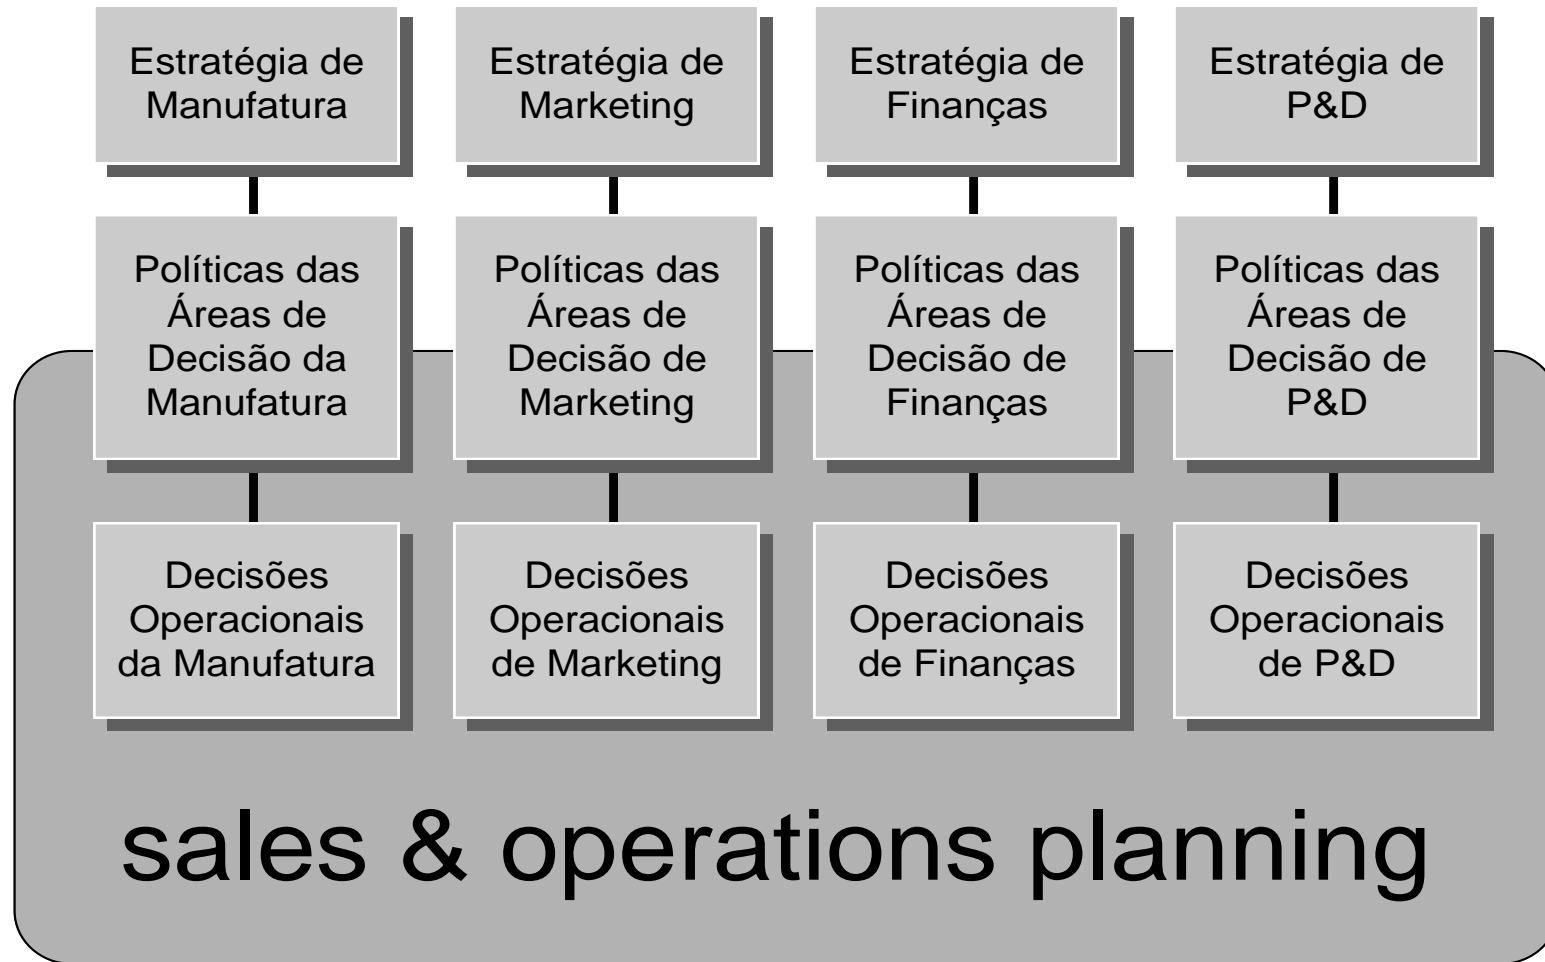 Estratégia de
Manufatura
Estratégia de
Marketing
Estratégia de
Finanças
Estratégia de
P&D
Políticas das
Áreas de
Decisão da
Manufatura
Políticas das
Áreas de
Decisão de
Marketing
Políticas das
Áreas de
Decisão de
Finanças
Políticas das
Áreas de
Decisão de
P&D
Decisões
Operacionais
da Manufatura
Decisões
Operacionais
de Marketing
Decisões
Operacionais
de Finanças
Decisões
Operacionais
de P&D
sales & operations planning